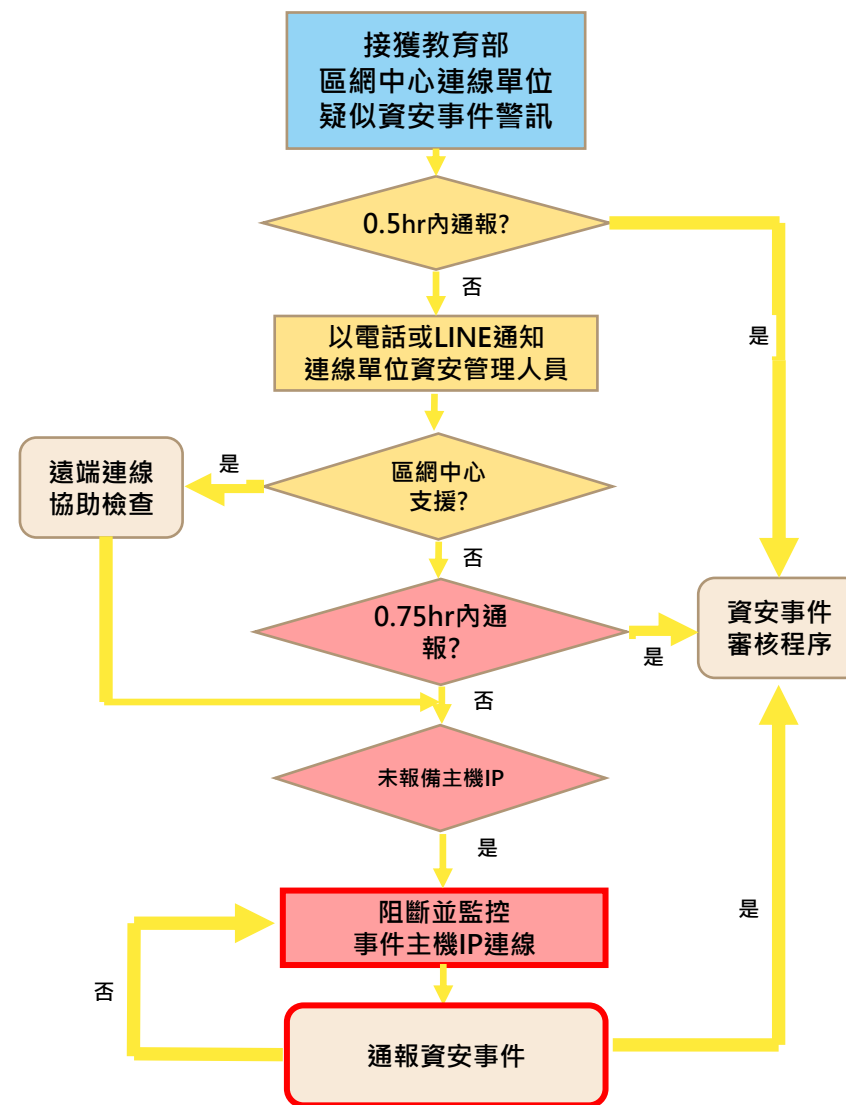 接獲教育部
區網中心連線單位
疑似資安事件警訊
0.5hr內通報?
是
否
以電話或LINE通知
連線單位資安管理人員
遠端連線
協助檢查
是
區網中心
支援?
否
0.75hr內通
報?
是
資安事件
審核程序
否
未報備主機IP
是
阻斷並監控
事件主機IP連線
是
否
通報資安事件